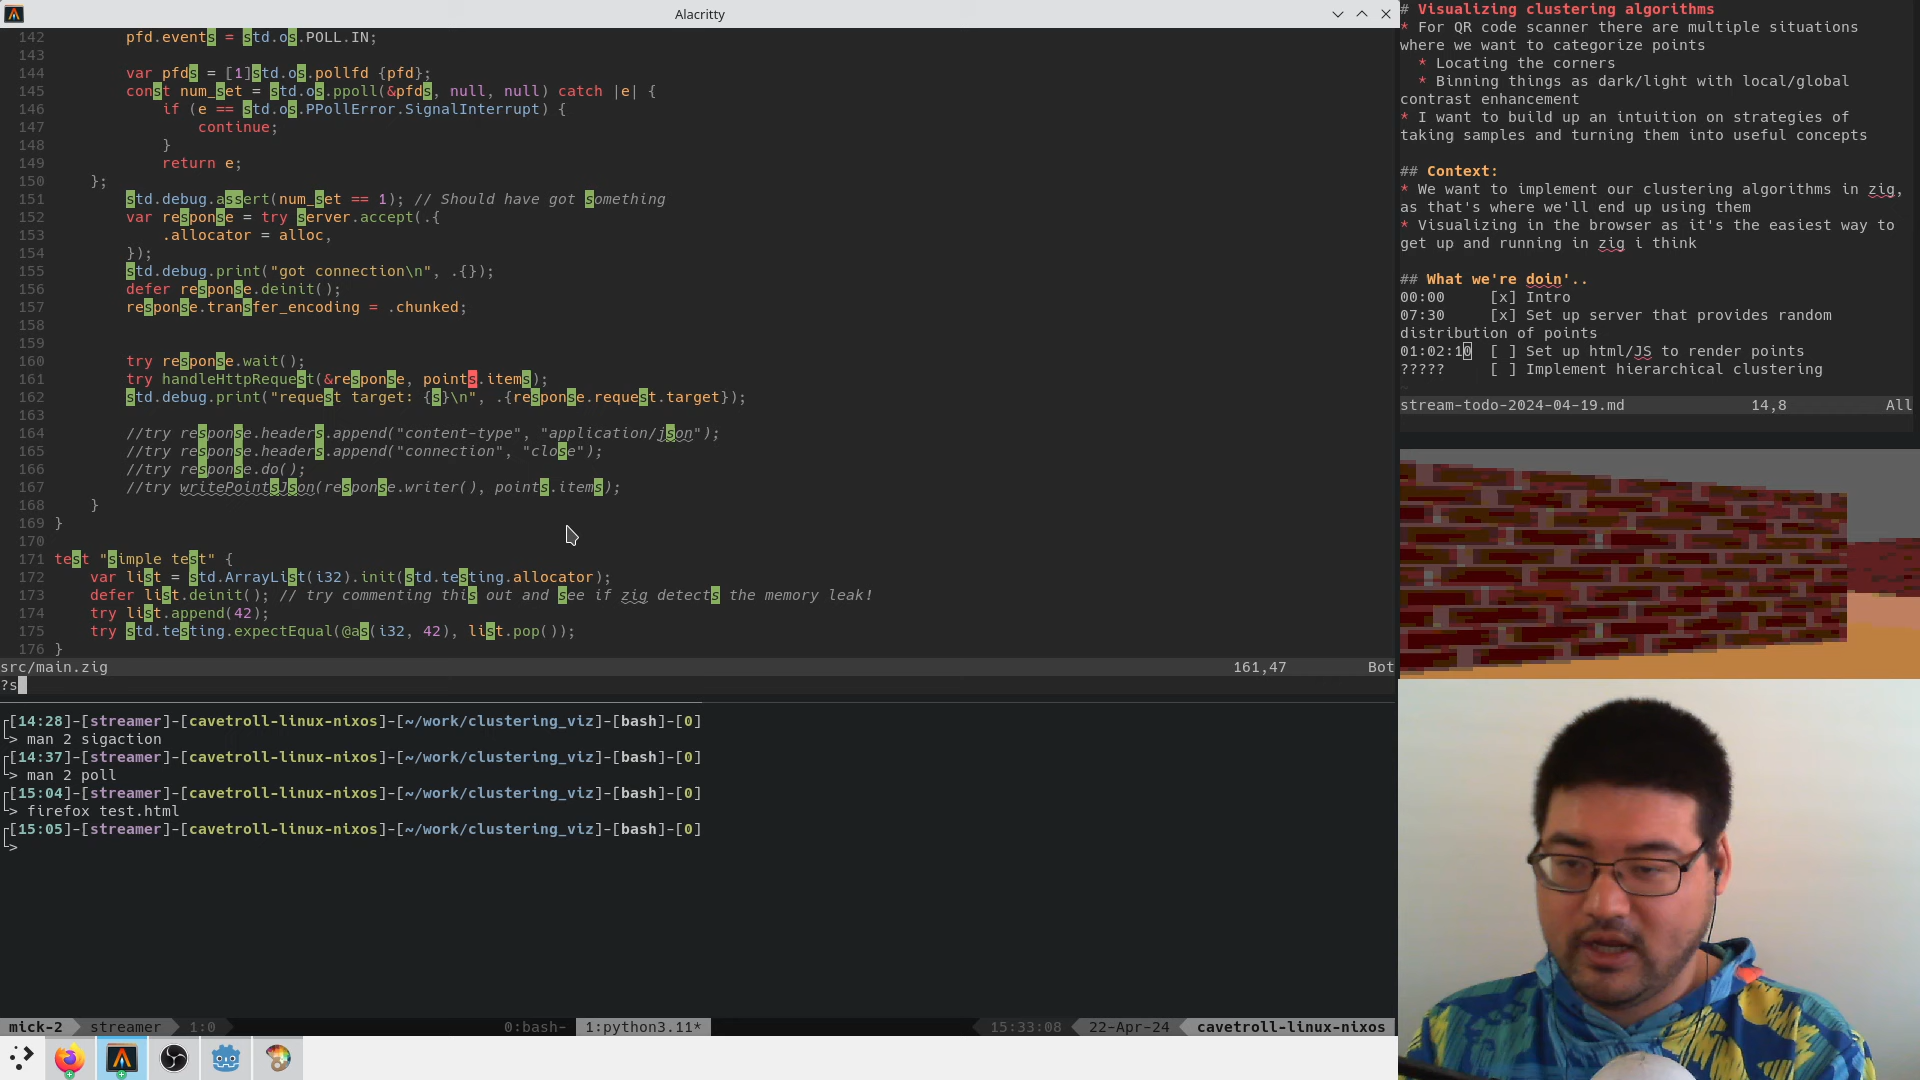 Alacritty
142 pfd.events = std.os.POLL.IN;
143
144 var pfds = [1]std.os.pollfd {pfd};
145 const num_set = std.os.ppoll(&pfds, null, null) catch |e| {
146 if (e == std.os.PPollError.SignalInterrupt) {
147 continue;
148 }
149 return e;
150 };
151 std.debug.assert(num_set == 1); // Should have got something
152 var response = try server.accept(.{
153 .allocator = alloc,
154 });
155 std.debug.print("got connection\n", .{});
156 defer response.deinit();
157 response.transfer_encoding = .chunked;
158
159
160 try response.wait();
161 try handleHttpRequest(&response, points.items);
162 std.debug.print("request target: {s}\n", .{response.request.target});
163
164 //try response.headers.append("content-type", "application/json");
165 //try response.headers.append("connection", "close");
166 //try response.do();
167 //try writePointsJson(response.writer(), points.items);
168 }
169 }
170
171 test "simple test" {
172 var list = std.ArrayList(i32).init(std.testing.allocator);
173 defer list.deinit(); // try commenting this out and see if zig detects the memory leak!
174 try list.append(42);
175 try std.testing.expectEqual(@as(i32, 42), list.pop());
176 }
src/main.zig 161,47 Bot
?s
┌[14:28]-[streamer]-[cavetroll-linux-nixos]-[~/work/clustering_viz]-[bash]-[0]
└> man 2 sigaction
┌[14:37]-[streamer]-[cavetroll-linux-nixos]-[~/work/clustering_viz]-[bash]-[0]
└> man 2 poll
┌[15:04]-[streamer]-[cavetroll-linux-nixos]-[~/work/clustering_viz]-[bash]-[0]
└> firefox test.html
┌[15:05]-[streamer]-[cavetroll-linux-nixos]-[~/work/clustering_viz]-[bash]-[0]
└>
mick-2 streamer 1:0 0:bash- 1:python3.11* 15:33:08 22-Apr-24 cavetroll-linux-nixos
# Visualizing clustering algorithms
* For QR code scanner there are multiple situations
where we want to categorize points
* Locating the corners
* Binning things as dark/light with local/global
contrast enhancement
* I want to build up an intuition on strategies of
taking samples and turning them into useful concepts
## Context:
* We want to implement our clustering algorithms in zig,
as that's where we'll end up using them
* Visualizing in the browser as it's the easiest way to
get up and running in zig i think
## What we're doin'..
00:00 [x] Intro
07:30 [x] Set up server that provides random
distribution of points
01:02:10 [ ] Set up html/JS to render points
????? [ ] Implement hierarchical clustering
~
stream-todo-2024-04-19.md 14,8 All